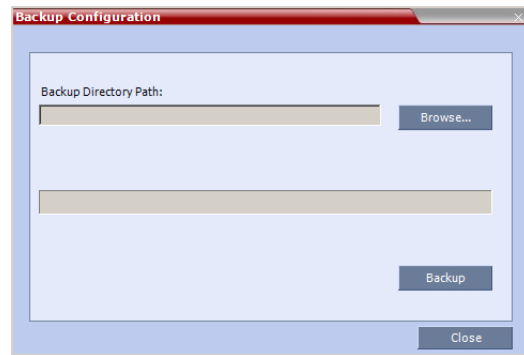 Backup Configuration
Backup Directory Path:
Browse...
Backup
Close